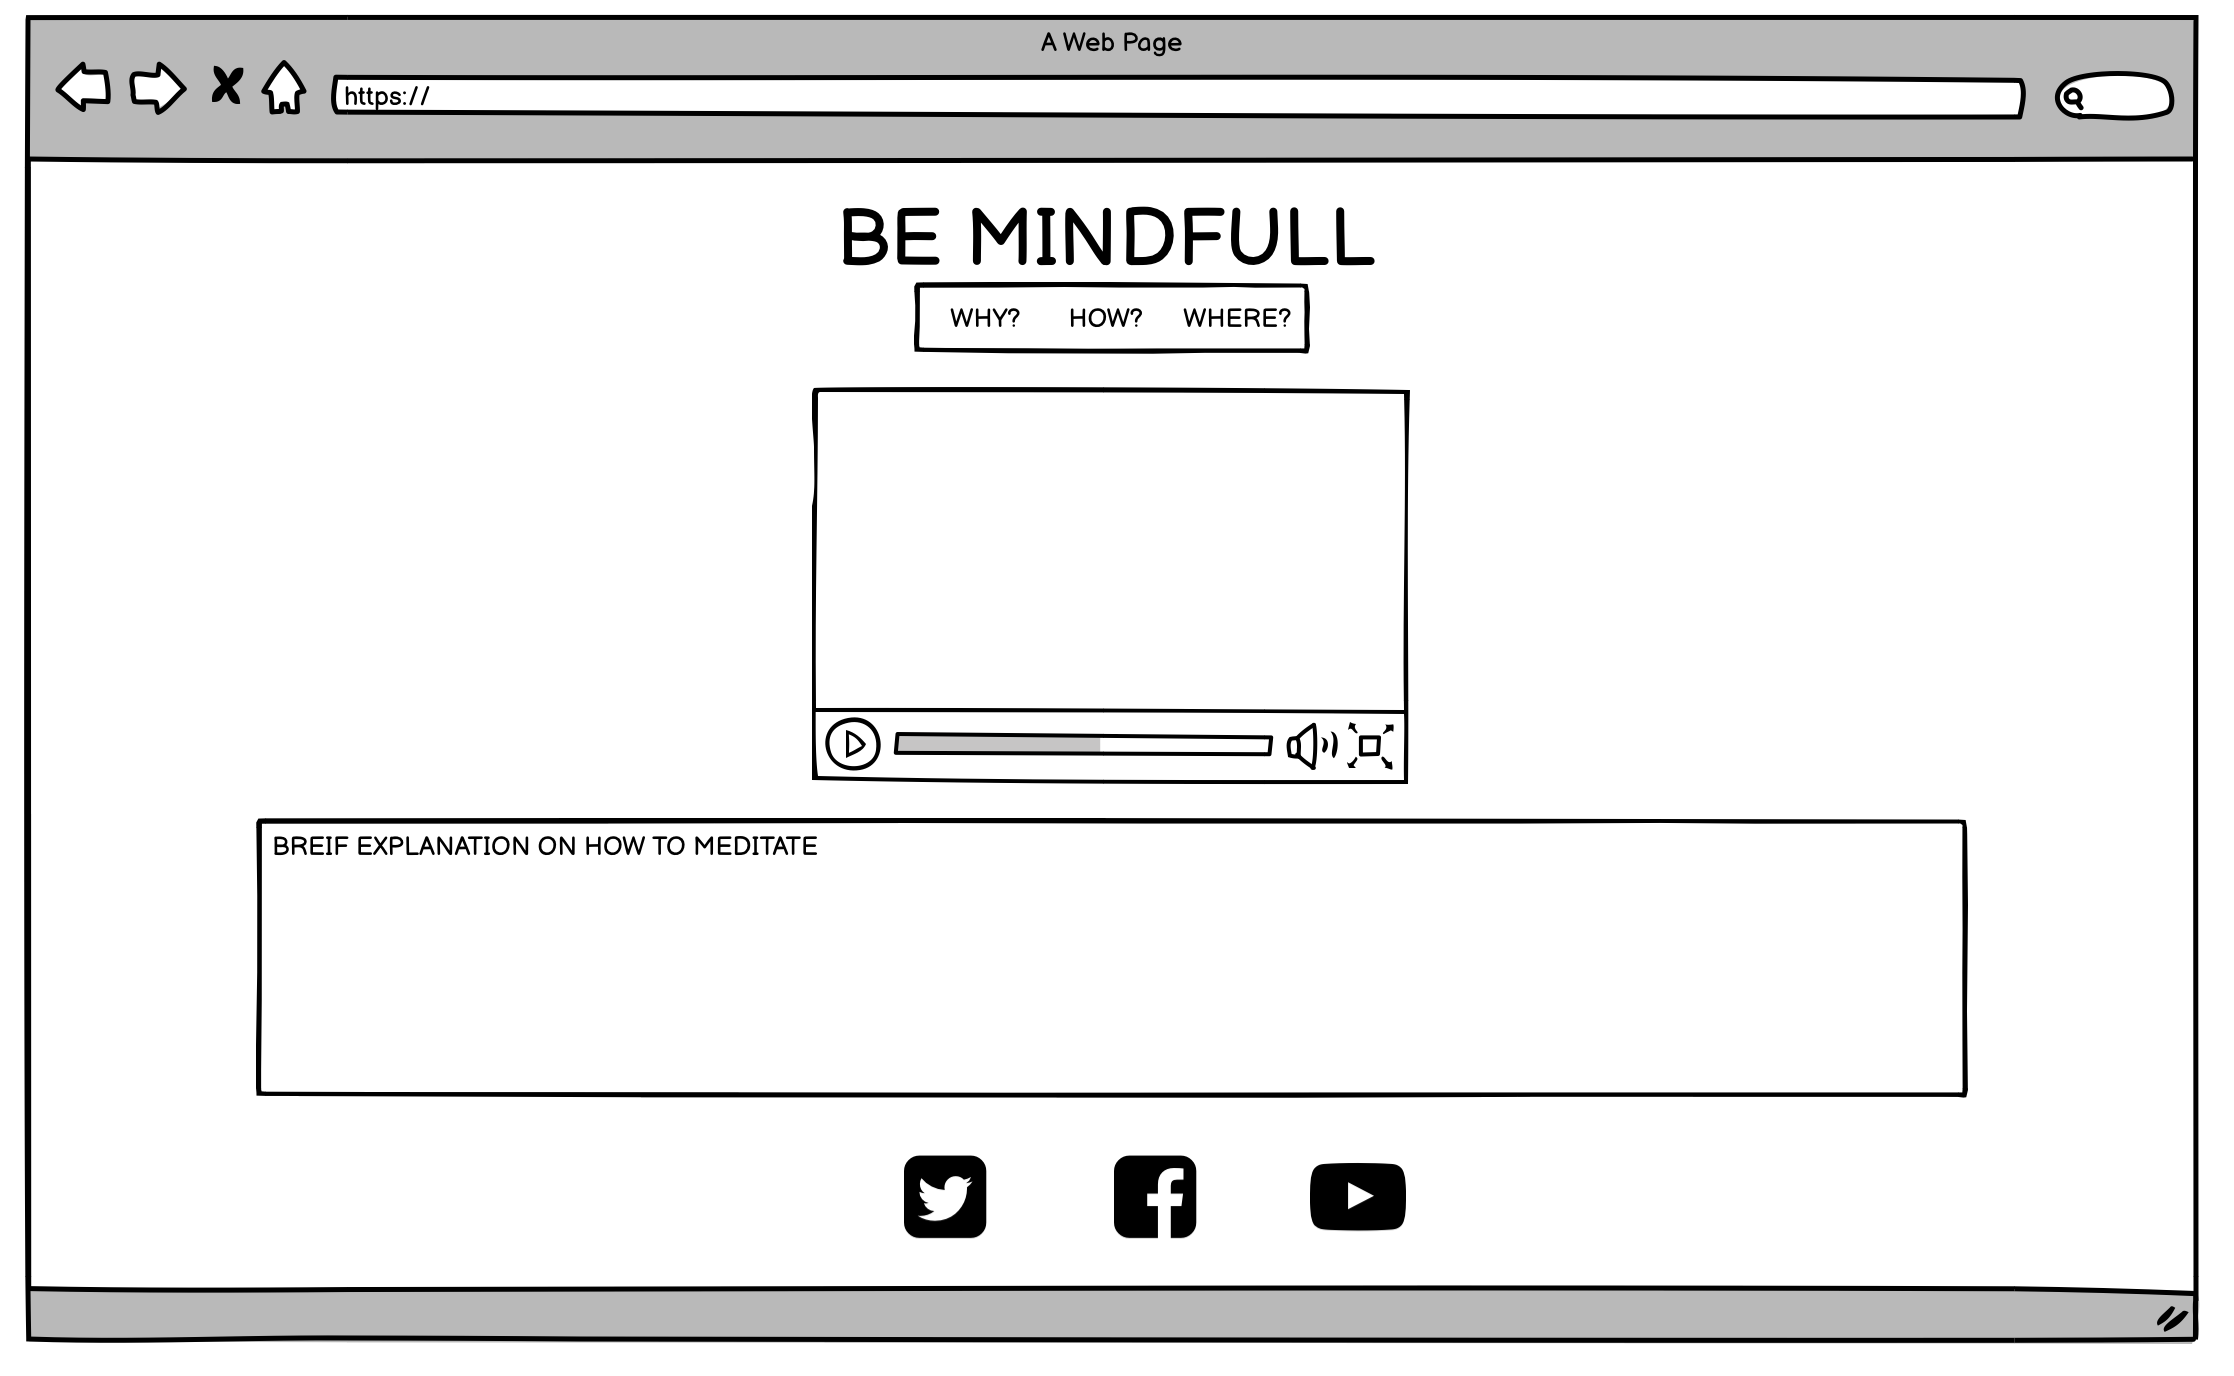 A Web Page
https://
BE MINDFULL
WHY? HOW? WHERE?
BREIF EXPLANATION ON HOW TO MEDITATE